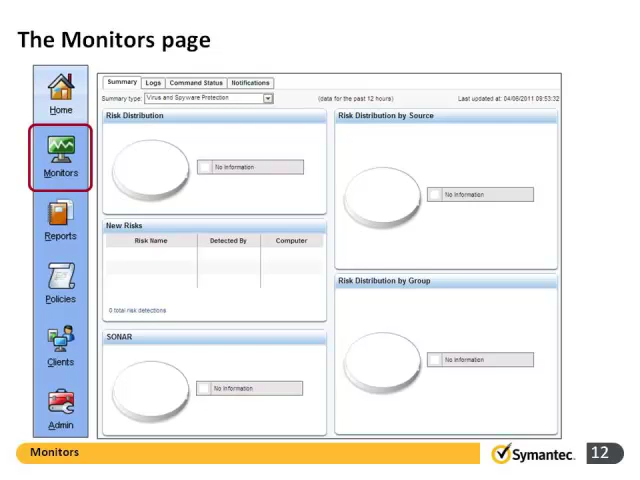 The Monitors page
Home
Monitors
Reports
Policies
Clients
Admin
Summary Logs Command Status Notifications
Summary type: Virus and Spyware Protection (data for the past 12 hours) Last updated at: 04/06/2011 09:53:32
Risk Distribution
No Information
New Risks
Risk Name Detected By Computer
0 total risk detections
SONAR
No Information
Risk Distribution by Source
No Information
Risk Distribution by Group
No Information
Monitors
Symantec.
12